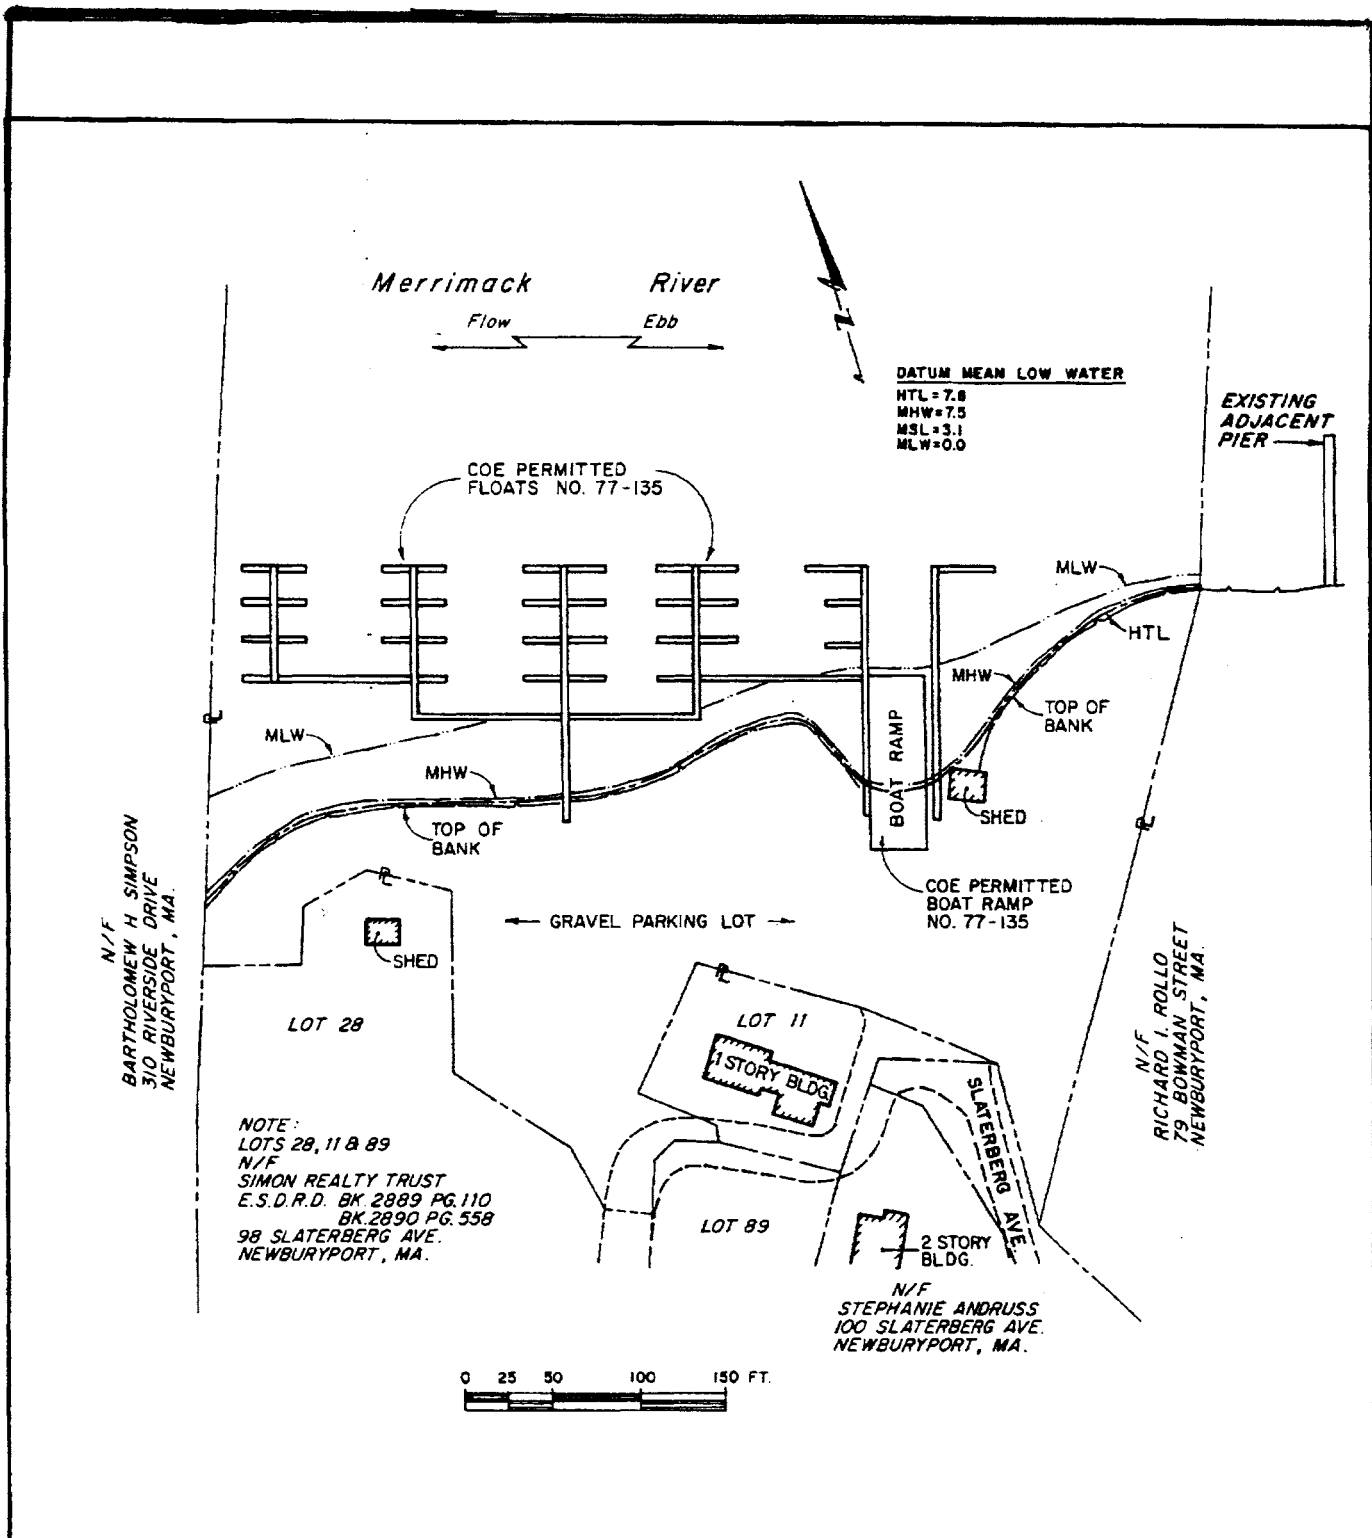 Merrimack River
Flow Ebb
N
DATUM MEAN LOW WATER
HTL=7.8
MHW=7.5
MSL=3.1
MLW=0.0
EXISTING
ADJACENT
PIER
COE PERMITTED
FLOATS NO. 77-135
MLW
HTL
MHW
TOP OF
BANK
PL
MLW
MHW
TOP OF
BANK
BOAT RAMP
SHED
PL
COE PERMITTED
BOAT RAMP
NO. 77-135
PL
GRAVEL PARKING LOT
SHED
LOT 28
N/F
BARTHOLOMEW H SIMPSON
310 RIVERSIDE DRIVE
NEWBURYPORT, MA.
PL
LOT 11
1 STORY BLDG.
N/F
RICHARD I. ROLLO
79 BOWMAN STREET
NEWBURYPORT, MA.
SLATERBERG AVE.
NOTE:
LOTS 28, 11 & 89
N/F
SIMON REALTY TRUST
E.S.D.R.D. BK. 2889 PG. 110
BK. 2890 PG. 558
98 SLATERBERG AVE.
NEWBURYPORT, MA.
LOT 89
2 STORY
BLDG.
N/F
STEPHANIE ANDRUSS
100 SLATERBERG AVE.
NEWBURYPORT, MA.
0 25 50 100 150 FT.